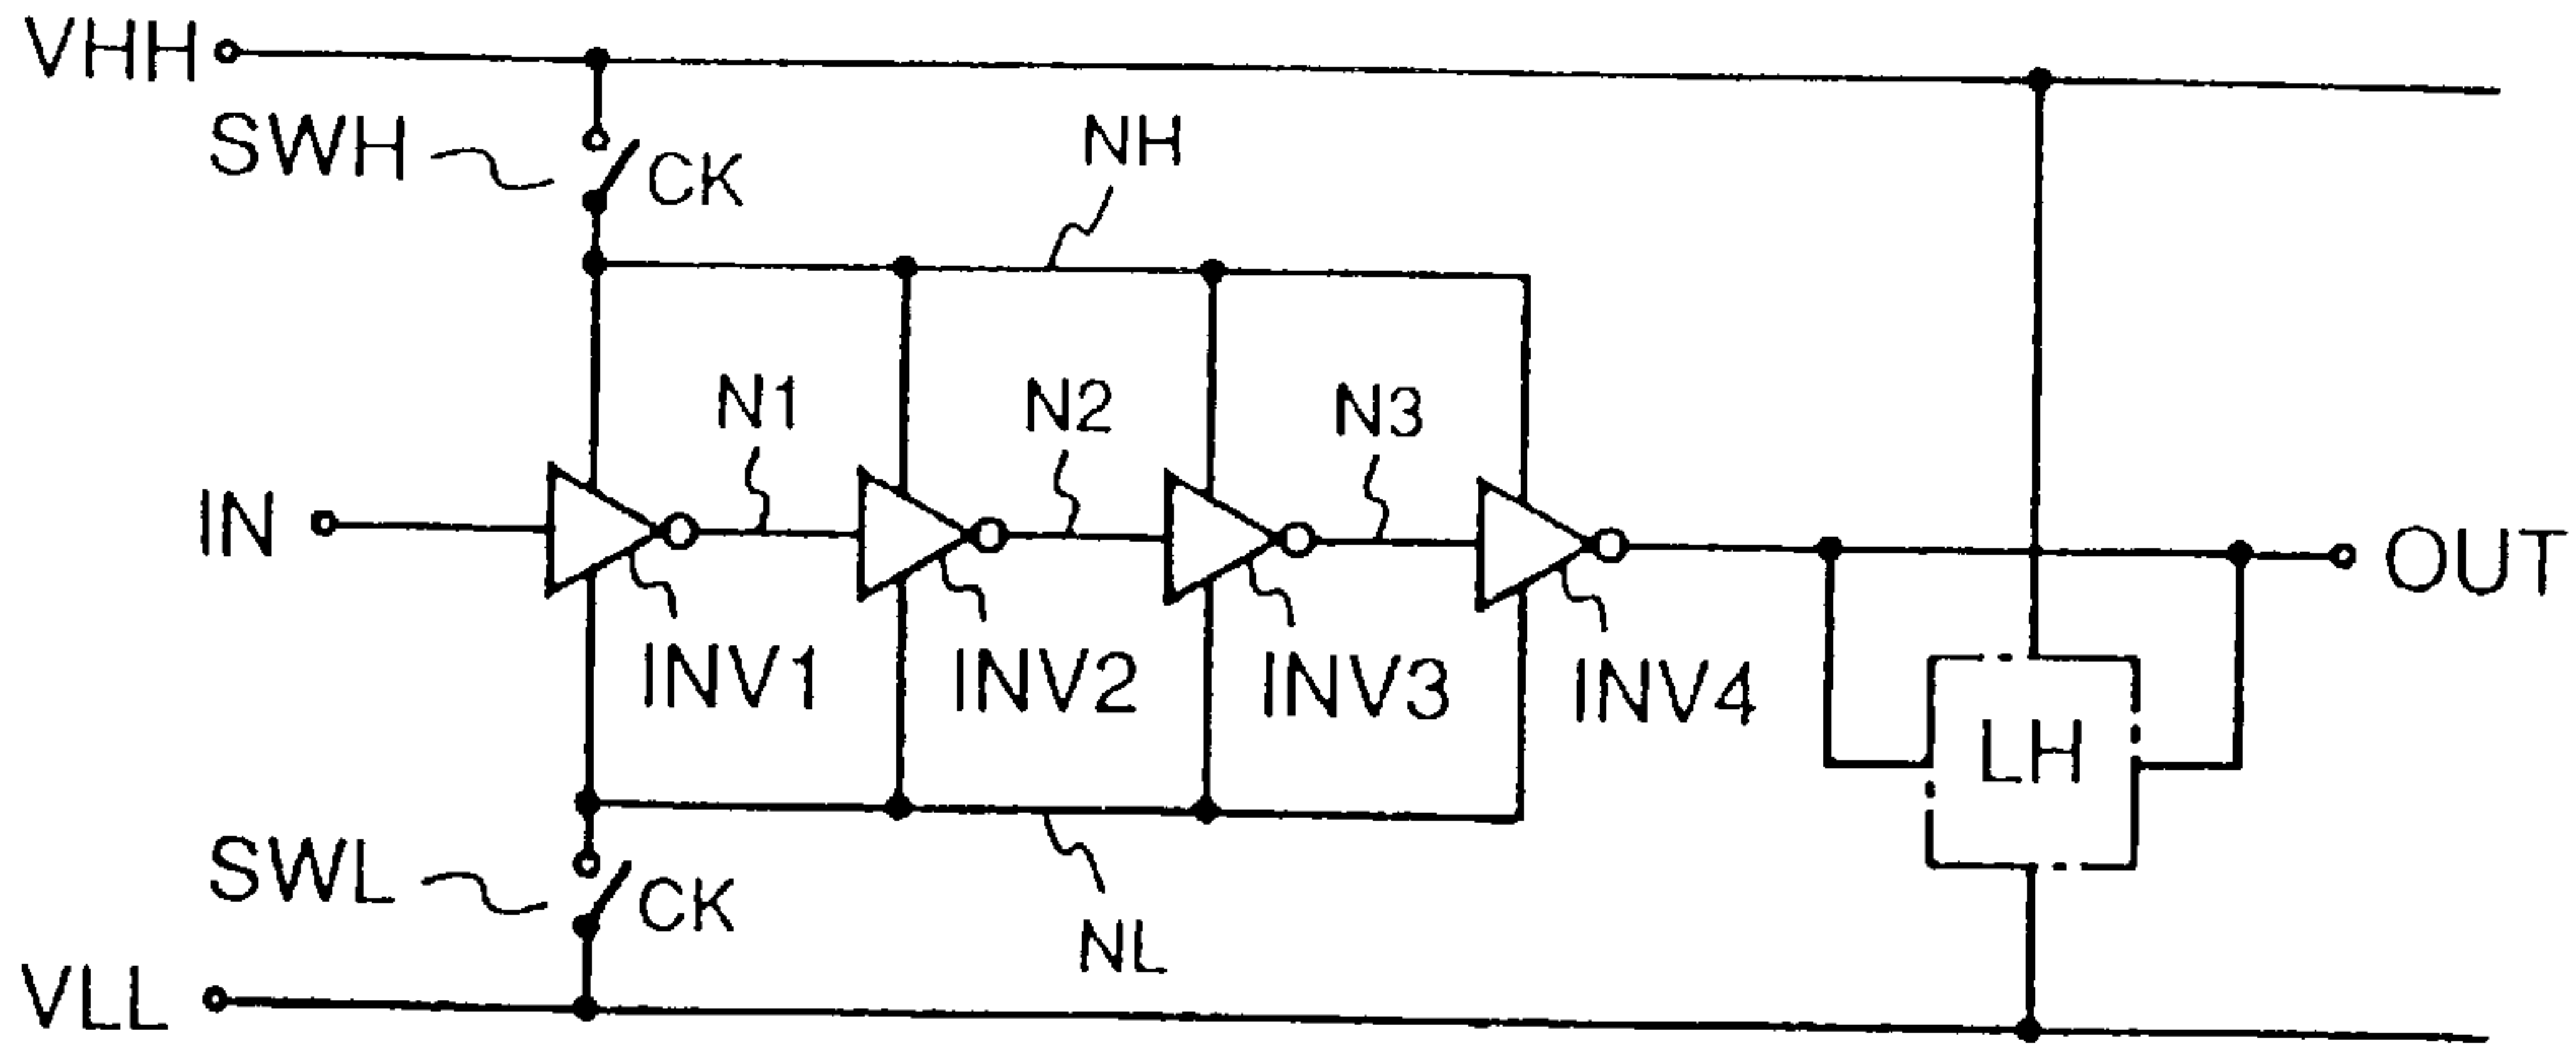 VHH
SWH
CK
NH
N1
N2
N3
IN
OUT
INV1
INV2
INV3
INV4
LH
SWL
CK
NL
VLL